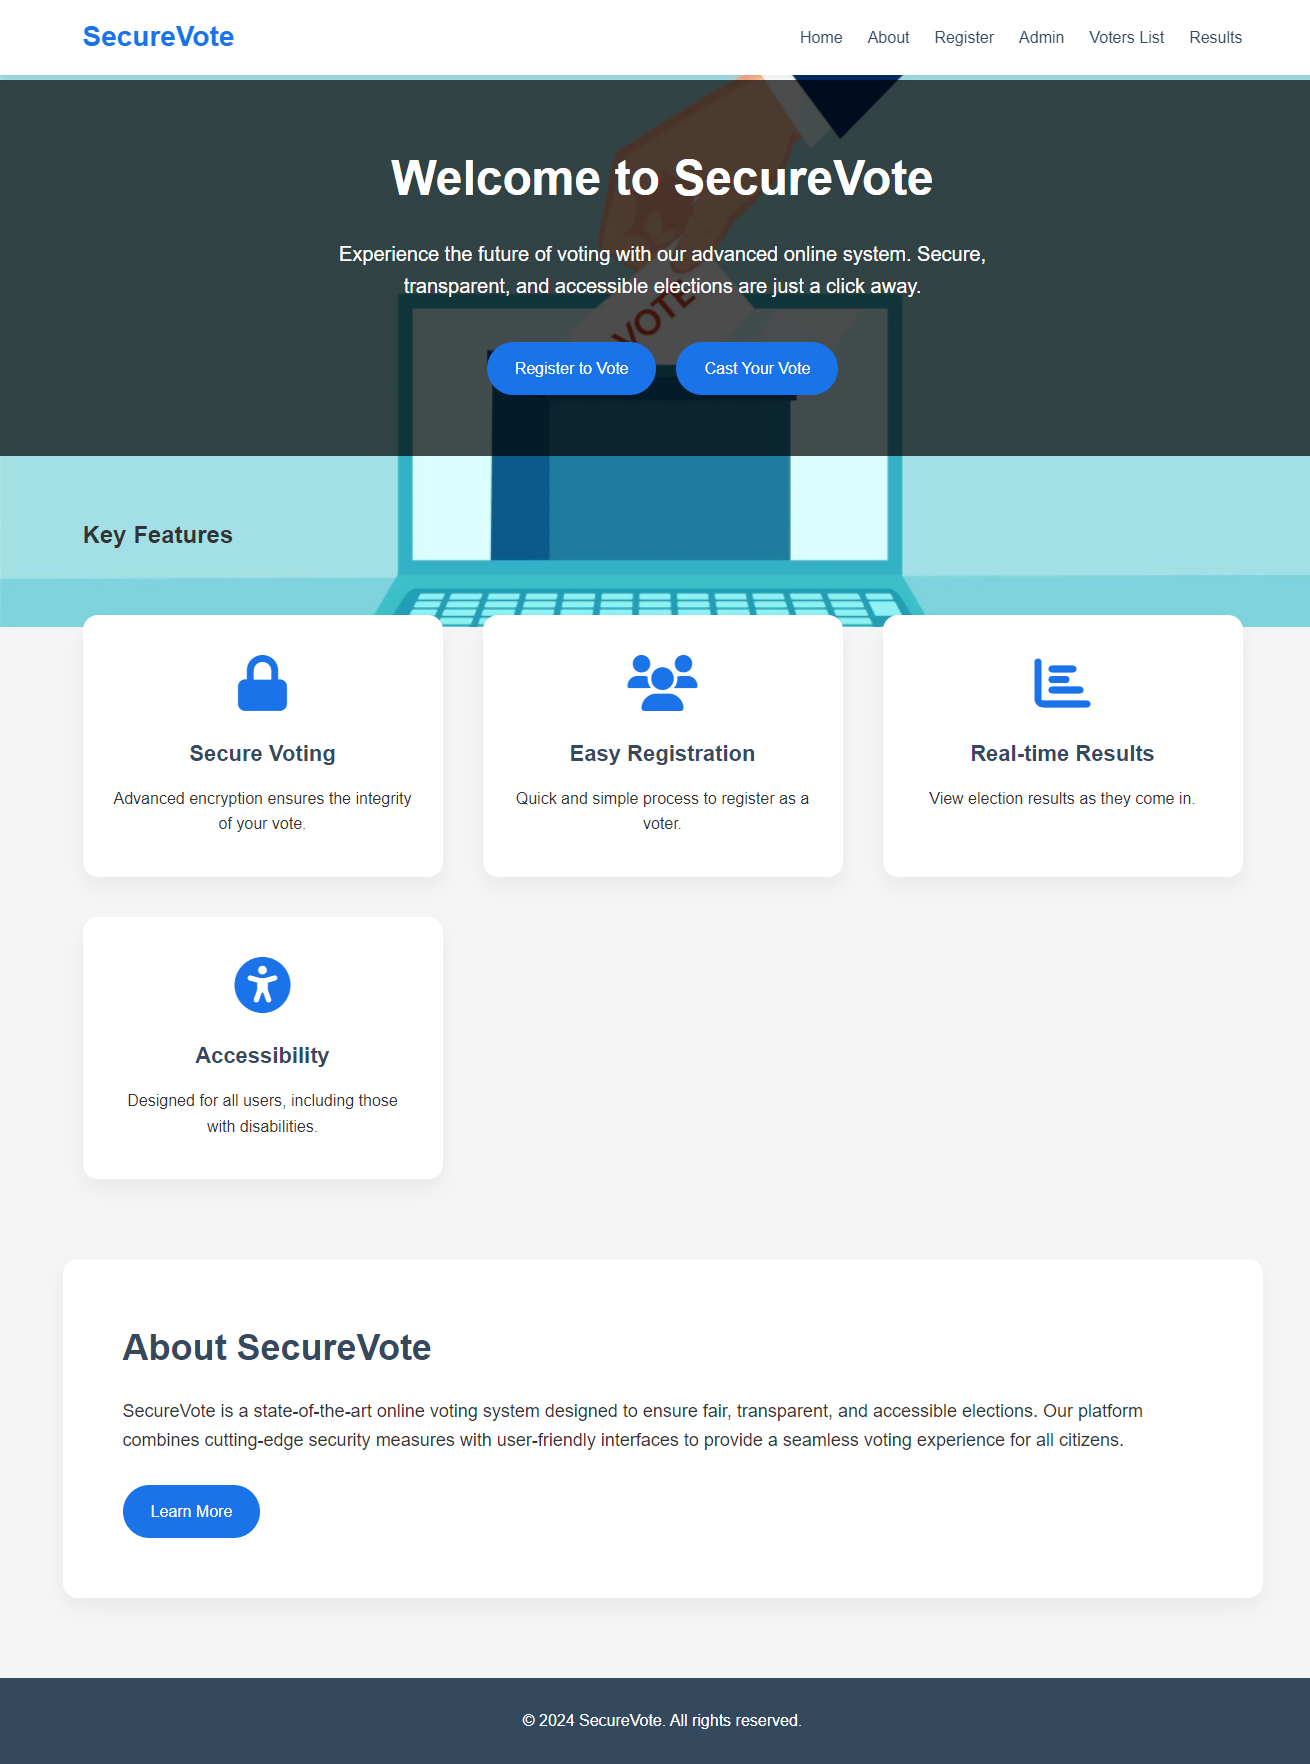 SecureVote
Home About Register Admin Voters List Results
Welcome to SecureVote
Experience the future of voting with our advanced online system. Secure,
transparent, and accessible elections are just a click away.
VOTE
Register to Vote Cast Your Vote
Key Features
Secure Voting
Advanced encryption ensures the integrity
of your vote.
Easy Registration
Quick and simple process to register as a
voter.
Real-time Results
View election results as they come in.
Accessibility
Designed for all users, including those
with disabilities.
About SecureVote
SecureVote is a state-of-the-art online voting system designed to ensure fair, transparent, and accessible elections. Our platform
combines cutting-edge security measures with user-friendly interfaces to provide a seamless voting experience for all citizens.
Learn More
© 2024 SecureVote. All rights reserved.